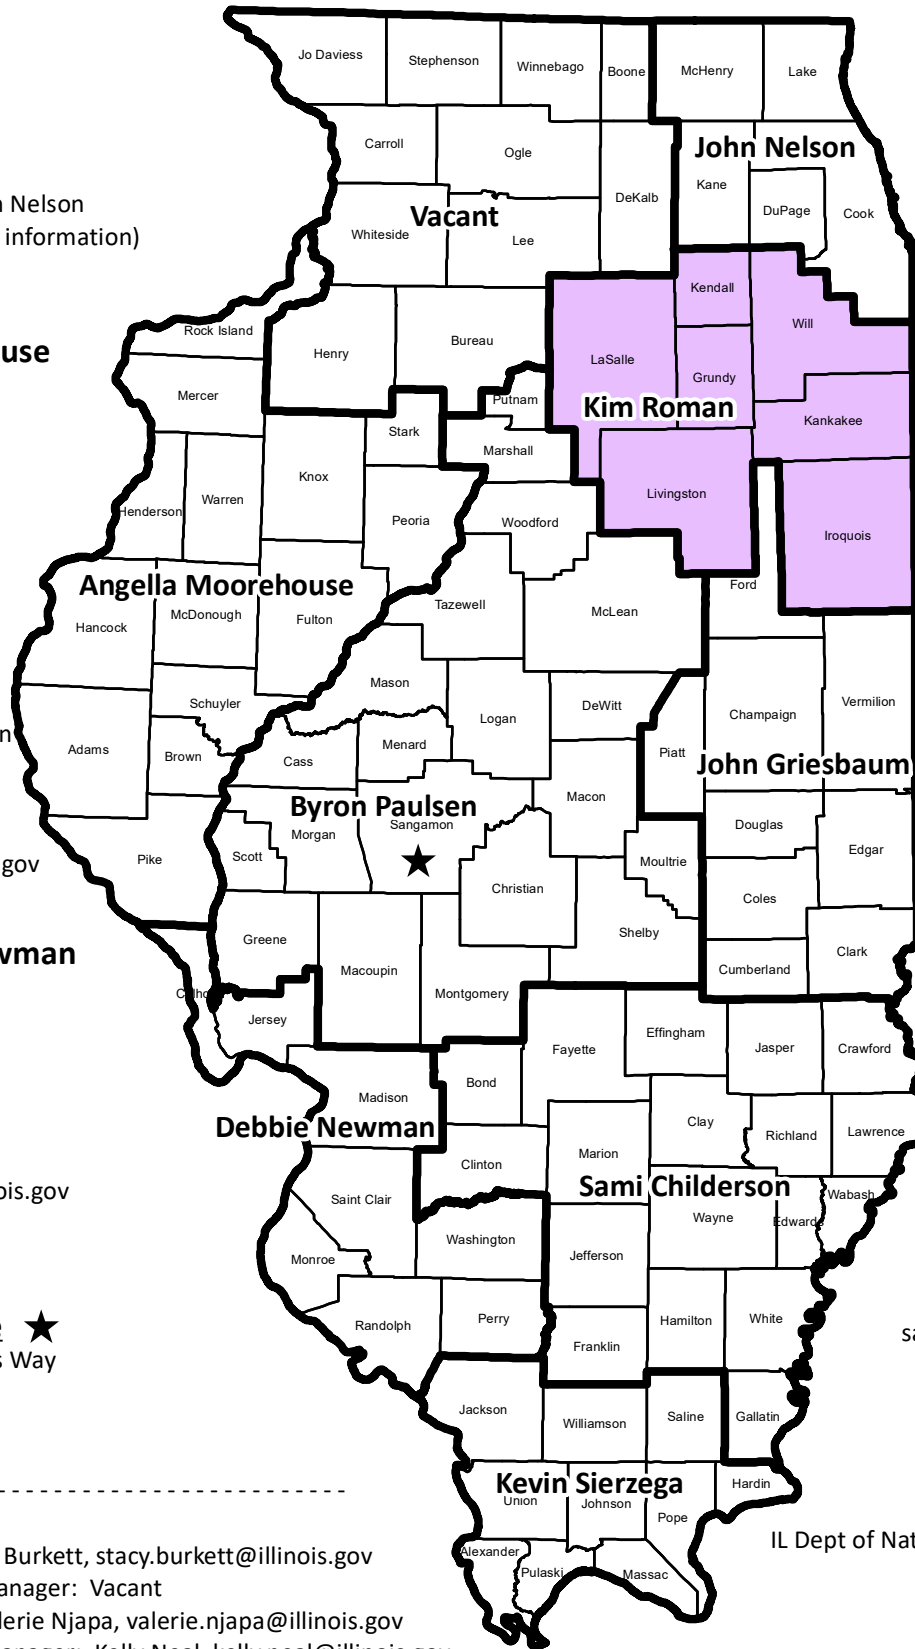 Jo Daviess
Stephenson
Winnebago
Boone
McHenry
Lake
Carroll
Ogle
John Nelson
DeKalb
Kane
DuPage
Cook
n Nelson
information)
Vacant
Whiteside
Lee
Kendall
Will
Rock Island
Henry
Bureau
LaSalle
Grundy
use
Mercer
Putnam
Kim Roman
Kankakee
Stark
Marshall
Knox
Henderson
Warren
Peoria
Woodford
Livingston
Iroquois
Angella Moorehouse
Ford
Hancock
McDonough
Fulton
Tazewell
McLean
Mason
Schuyler
Logan
DeWitt
Champaign
Vermilion
n
Adams
Brown
Cass
Menard
Piatt
John Griesbaum
Byron Paulsen
Macon
Sangamon
Morgan
Douglas
Edgar
gov
Pike
Scott
Moultrie
Christian
Coles
wman
Greene
Shelby
Clark
Macoupin
Cumberland
Montgomery
Jersey
Effingham
Fayette
Jasper
Crawford
Bond
Madison
Debbie Newman
Clay
Richland
Lawrence
Marion
Clinton
ois.gov
Saint Clair
Sami Childerson
Wabash
Wayne
Edwards
Washington
Monroe
Jefferson
Randolph
Perry
Hamilton
White
Franklin
s Way
sa
Jackson
Williamson
Saline
Gallatin
Kevin Sierzega
Hardin
Union
Johnson
Pope
IL Dept of Nat
Alexander
Pulaski
Massac
Burkett, stacy.burkett@illinois.gov
anager: Vacant
lerie Njapa, valerie.njapa@illinois.gov